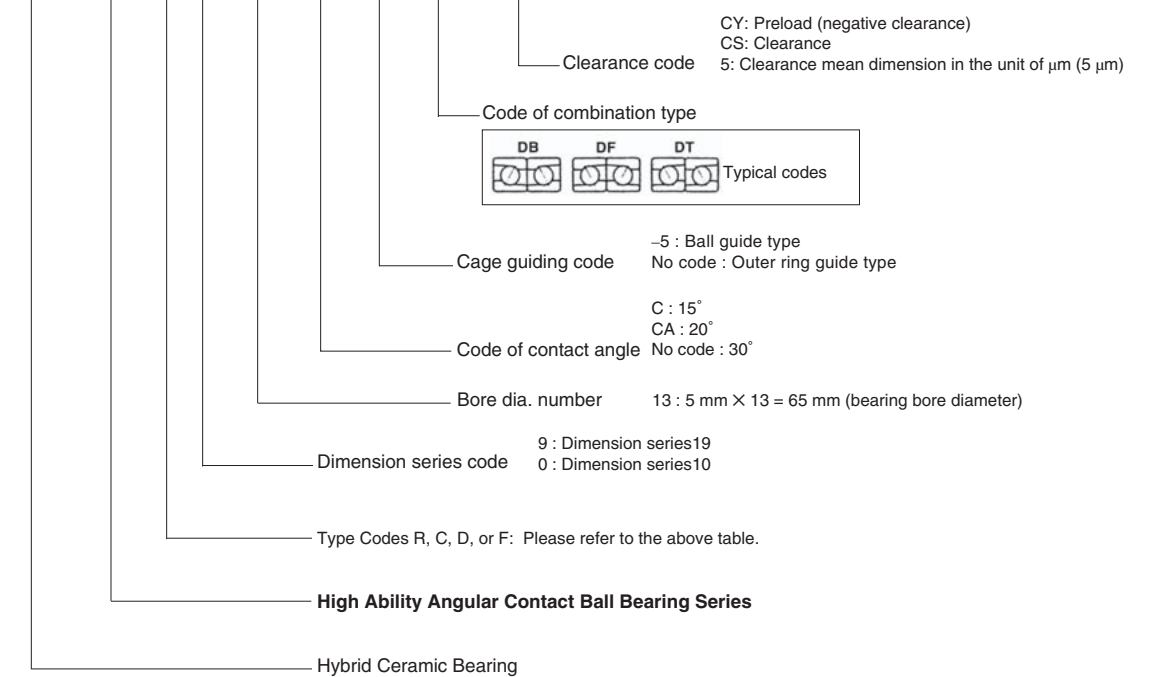 CY: Preload (negative clearance)
CS: Clearance
Clearance code 5: Clearance mean dimension in the unit of μm (5 μm)
Code of combination type
DB DF DT
Typical codes
–5 : Ball guide type
Cage guiding code No code : Outer ring guide type
C : 15˚
CA : 20˚
Code of contact angle No code : 30˚
Bore dia. number 13 : 5 mm ✕ 13 = 65 mm (bearing bore diameter)
9 : Dimension series19
Dimension series code 0 : Dimension series10
Type Codes R, C, D, or F: Please refer to the above table.
High Ability Angular Contact Ball Bearing Series
Hybrid Ceramic Bearing